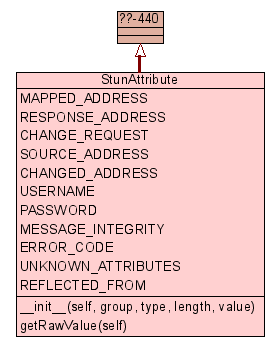 ??-440
StunAttribute
MAPPED_ADDRESS
RESPONSE_ADDRESS
CHANGE_REQUEST
SOURCE_ADDRESS
CHANGED_ADDRESS
USERNAME
PASSWORD
MESSAGE_INTEGRITY
ERROR_CODE
UNKNOWN_ATTRIBUTES
REFLECTED_FROM
__init__(self, group, type, length, value)
getRawValue(self)